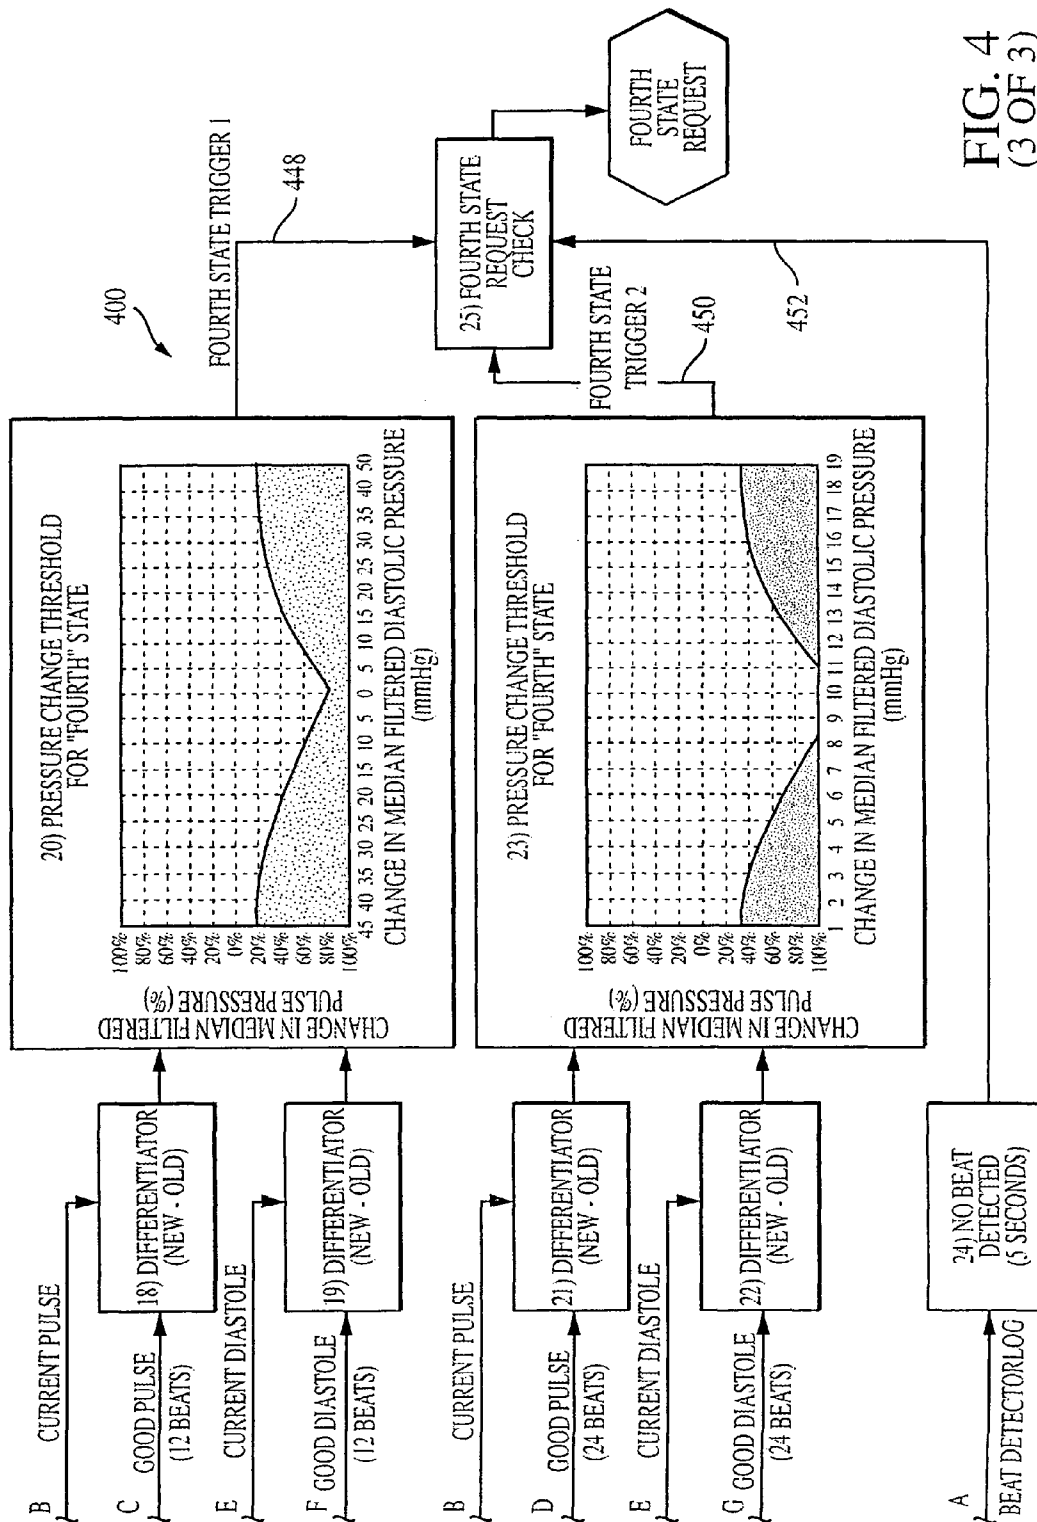 B
CURRENT PULSE
C
GOOD PULSE
(12 BEATS)
18) DIFFERENTIATOR
(NEW - OLD)
E
CURRENT DIASTOLE
F
GOOD DIASTOLE
(12 BEATS)
19) DIFFERENTIATOR
(NEW - OLD)
20) PRESSURE CHANGE THRESHOLD
FOR "FOURTH" STATE
CHANGE IN MEDIAN FILTERED
PULSE PRESSURE (%)
100%
80%
60%
40%
20%
0%
20%
40%
60%
80%
100%
45 40 35 30 25 20 15 10 5 0 5 10 15 20 30 35 40 50
CHANGE IN MEDIAN FILTERED DIASTOLIC PRESSURE
(mmHg)
400
FOURTH STATE TRIGGER 1
448
B
CURRENT PULSE
D
GOOD PULSE
(24 BEATS)
21) DIFFERENTIATOR
(NEW - OLD)
E
CURRENT DIASTOLE
G
GOOD DIASTOLE
(24 BEATS)
22) DIFFERENTIATOR
(NEW - OLD)
23) PRESSURE CHANGE THRESHOLD
FOR "FOURTH" STATE
CHANGE IN MEDIAN FILTERED
PULSE PRESSURE (%)
100%
80%
60%
40%
20%
0%
20%
40%
60%
80%
100%
1 2 3 4 5 6 7 8 9 10 11 12 13 14 15 16 17 18 19
CHANGE IN MEDIAN FILTERED DIASTOLIC PRESSURE
(mmHg)
FOURTH STATE
TRIGGER 2
450
25) FOURTH STATE
REQUEST
CHECK
FOURTH
STATE
REQUEST
A
BEAT DETECTORLOG
24) NO BEAT
DETECTED
(5 SECONDS)
452
FIG. 4
(3 OF 3)